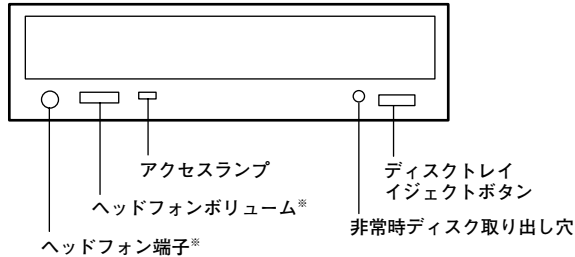 アクセスランプ
ディスクトレイ
イジェクトボタン
ヘッドフォンボリューム※
非常時ディスク取り出し穴
ヘッドフォン端子※